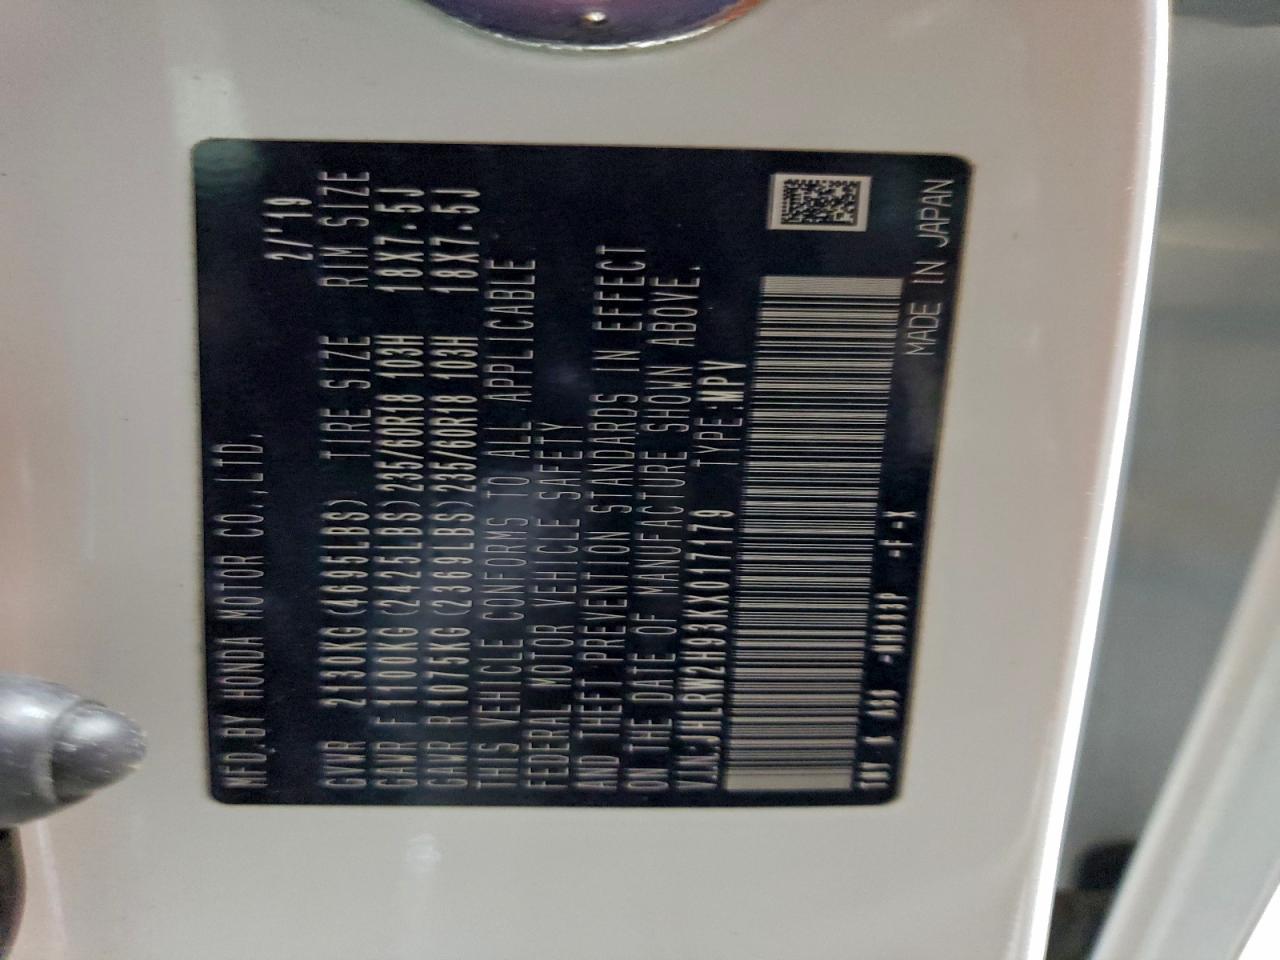 MFD.BY HONDA MOTOR CO.,LTD. 2/'19
GVWR 2130KG(4695LBS) TIRE SIZE RIM SIZE
GAWR F 1100KG(2425LBS) 235/60R18 103H 18X7.5J
GAWR R 1075KG(2369LBS) 235/60R18 103H 18X7.5J
THIS VEHICLE CONFORMS TO ALL APPLICABLE
FEDERAL MOTOR VEHICLE SAFETY
AND THEFT PREVENTION STANDARDS IN EFFECT
ON THE DATE OF MANUFACTURE SHOWN ABOVE.
V.I.N:JHLRW2H93KX017179 TYPE:MPV
-F-X
MADE IN JAPAN